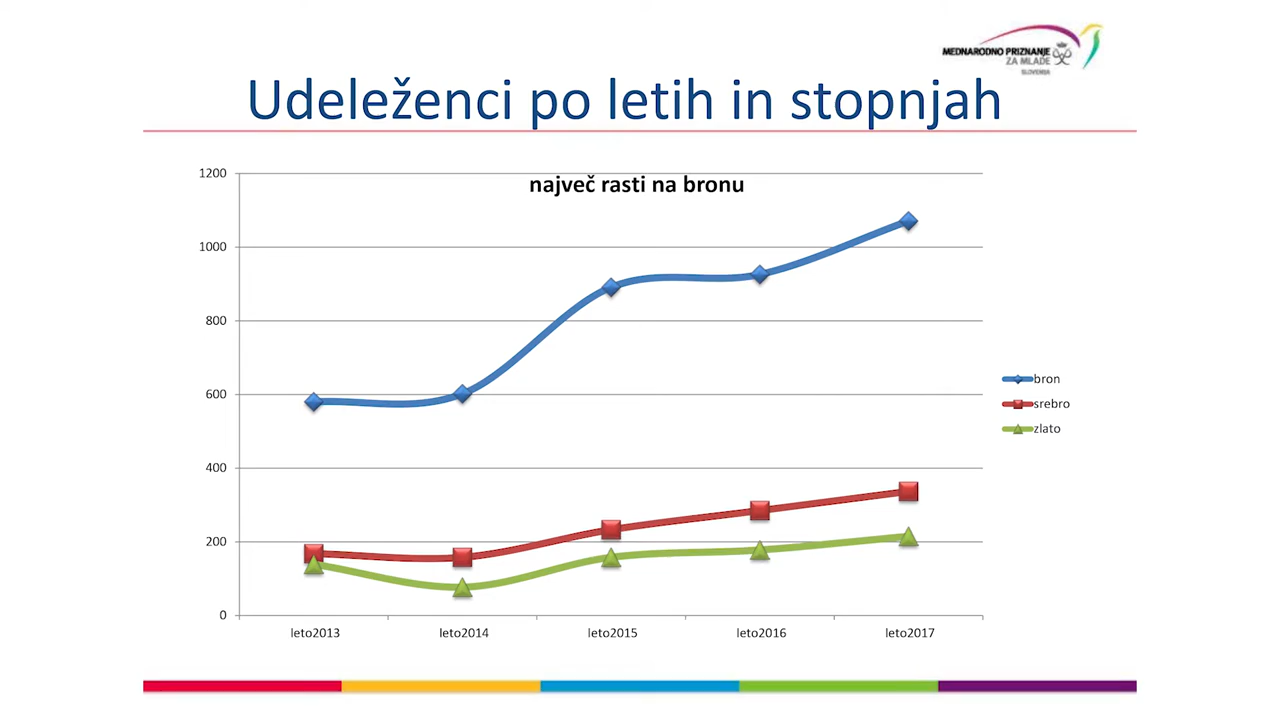 MEDNARODNO PRIZNANJE
ZA MLADE
SLOVENIJA
Udeleženci po letih in stopnjah
največ rasti na bronu
1200
1000
800
600
400
200
0
leto2013 leto2014 leto2015 leto2016 leto2017
bron
srebro
zlato